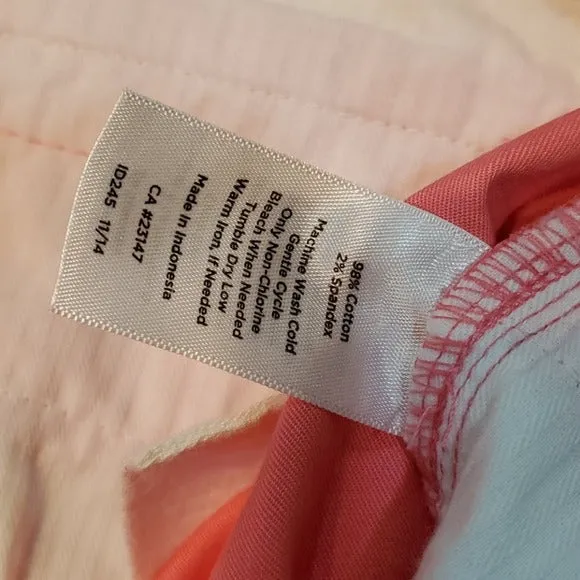 98% Cotton
2% Spandex
Machine Wash Cold
Gentle Cycle
Only Non-Chlorine
Bleach When Needed
Tumble Dry Low
Warm Iron, If Needed
Made In Indonesia
CA #23147
ID245 11/14